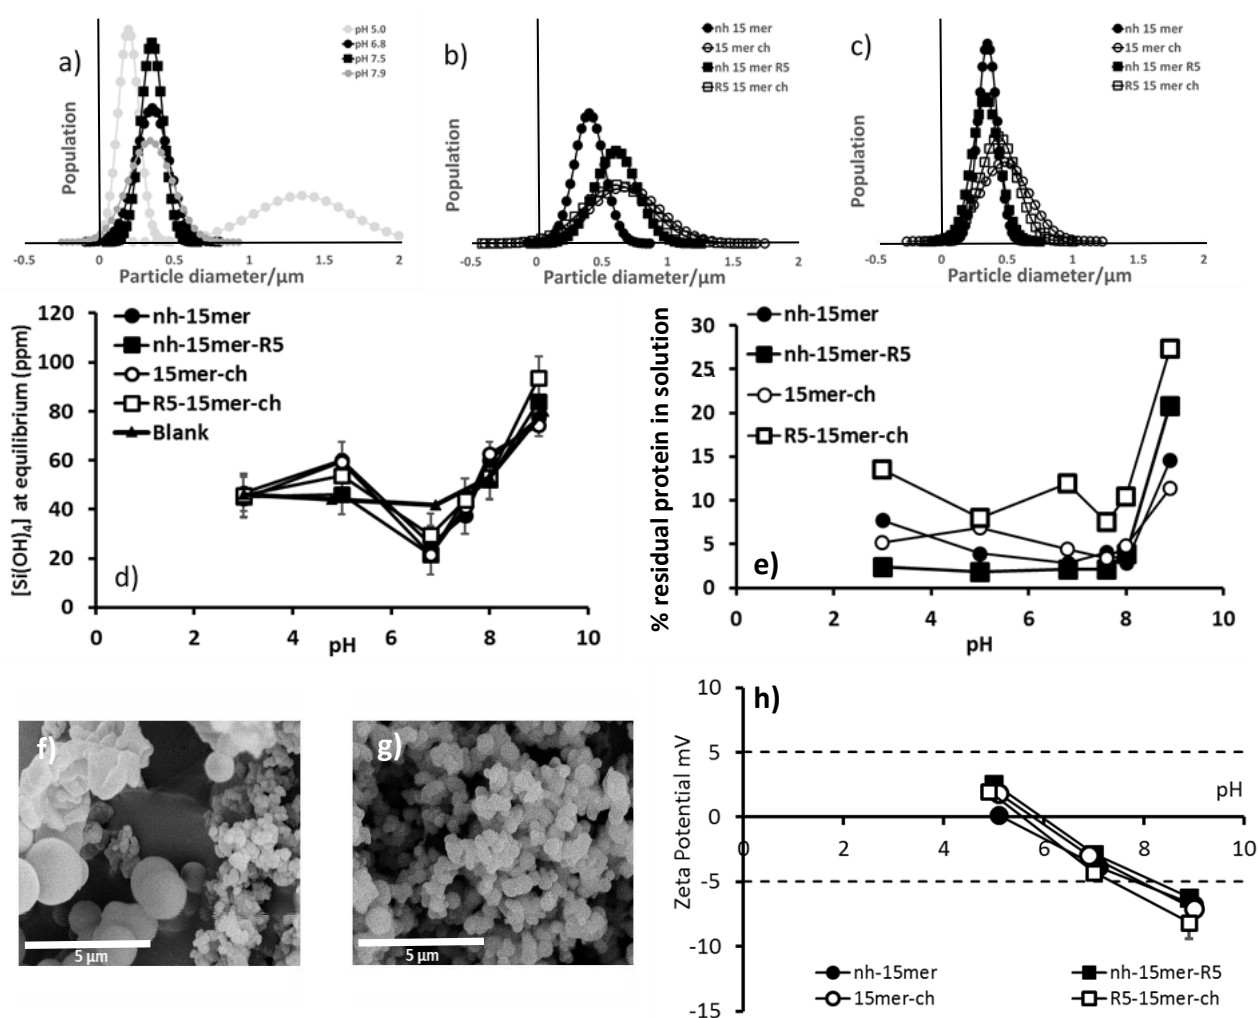 a)
pH 5.0
pH 6.8
pH 7.5
pH 7.9
Population
-0.5 0 0.5 1 1.5 2
Particle diameter/µm
b)
nh 15 mer
15 mer ch
nh 15 mer R5
R5 15 mer ch
Population
-0.5 0 0.5 1 1.5 2
Particle diameter/µm
c)
nh 15 mer
15 mer ch
nh 15 mer R5
R5 15 mer ch
Population
-0.5 0 0.5 1 1.5 2
Particle diameter/µm
[Si(OH)4] at equilibrium (ppm)
120
100
80
60
40
20
0
nh-15mer
nh-15mer-R5
15mer-ch
R5-15mer-ch
Blank
d)
0 2 4 6 8 10
pH
% residual protein in solution
30
25
20
15
10
5
0
nh-15mer
nh-15mer-R5
15mer-ch
R5-15mer-ch
e)
0 2 4 6 8 10
pH
f)
5 µm
g)
5 µm
h)
Zeta Potential mV
10
5
0
-5
-10
-15
pH
0 2 4 6 8 10
nh-15mer
nh-15mer-R5
15mer-ch
R5-15mer-ch